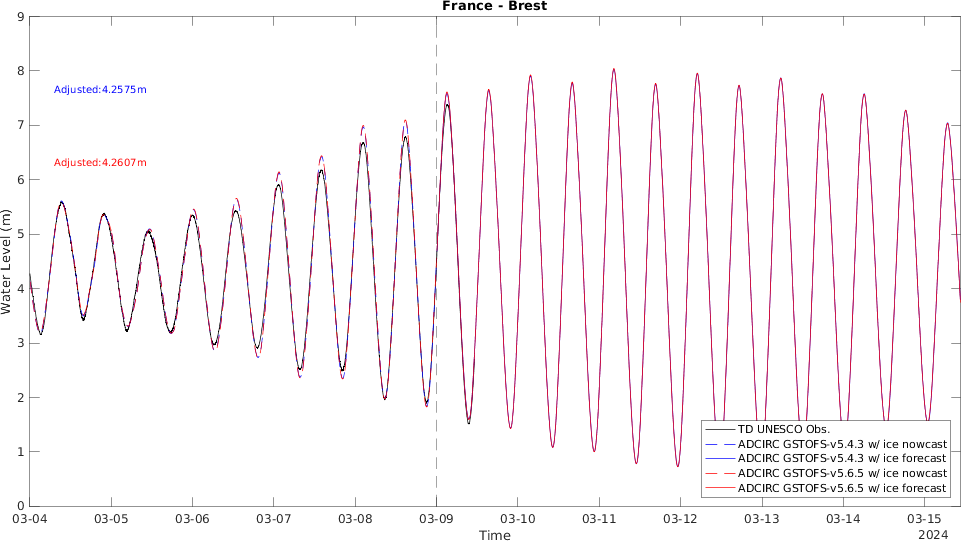 France - Brest
9
8
7
6
5
4
3
2
1
0
Water Level (m)
Adjusted:4.2575m
Adjusted:4.2607m
TD UNESCO Obs.
ADCIRC GSTOFS-v5.4.3 w/ ice nowcast
ADCIRC GSTOFS-v5.4.3 w/ ice forecast
ADCIRC GSTOFS-v5.6.5 w/ ice nowcast
ADCIRC GSTOFS-v5.6.5 w/ ice forecast
03-04 03-05 03-06 03-07 03-08 03-09 03-10 03-11 03-12 03-13 03-14 03-15
Time
2024